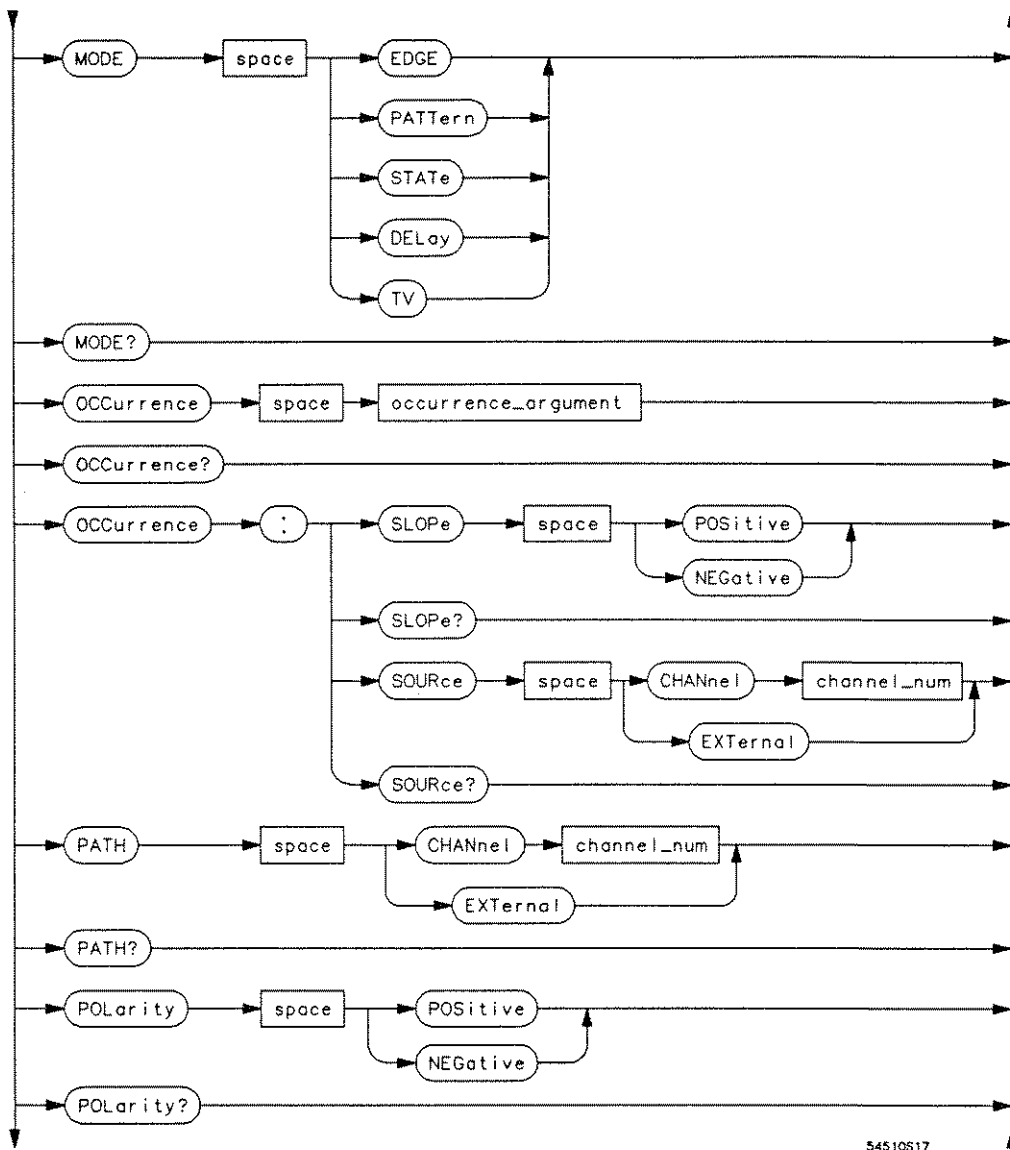 MODE space EDGE
PATTern
STATe
DELay
TV
MODE?
OCCurrence space occurrence_argument
OCCurrence?
OCCurrence : SLOPe space POSitive
NEGative
SLOPe?
SOURce space CHANnel channel_num
EXTernal
SOURce?
PATH space CHANnel channel_num
EXTernal
PATH?
POLarity space POSitive
NEGative
POLarity?
54510S17